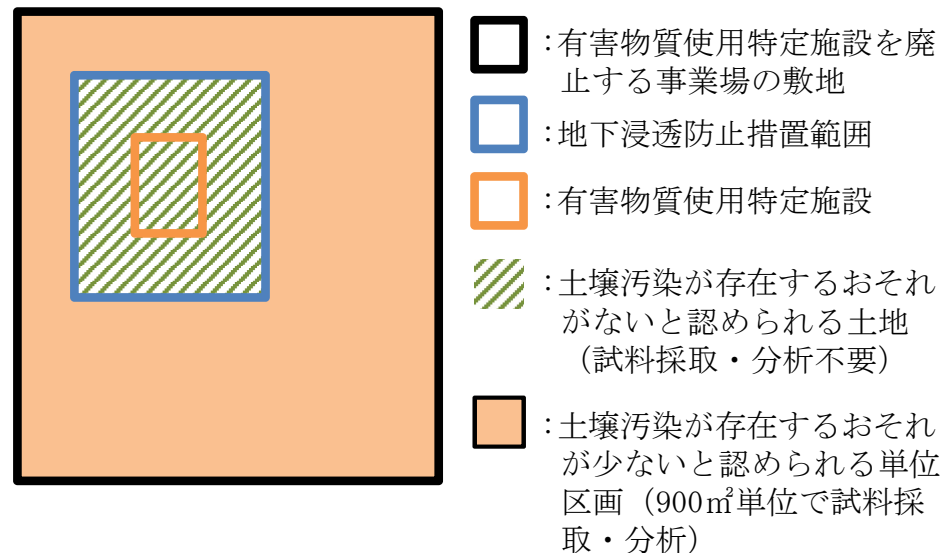 :有害物質使用特定施設を廃
止する事業場の敷地
:地下浸透防止措置範囲
:有害物質使用特定施設
:土壌汚染が存在するおそれ
がないと認められる土地
（試料採取・分析不要）
:土壌汚染が存在するおそれ
が少ないと認められる単位
区画（900㎡単位で試料採
取・分析）